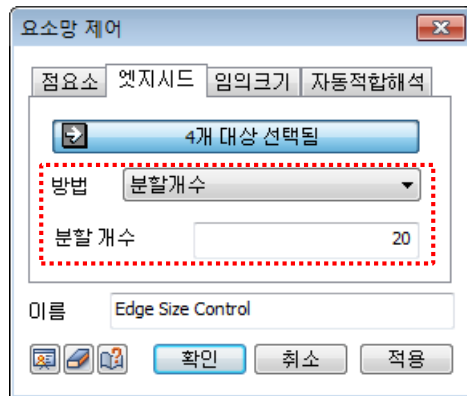 요소망 제어
점요소 엣지시드 임의크기 자동적합해석
4개 대상 선택됨
방법 분할개수
분할 개수 20
이름 Edge Size Control
확인 취소 적용